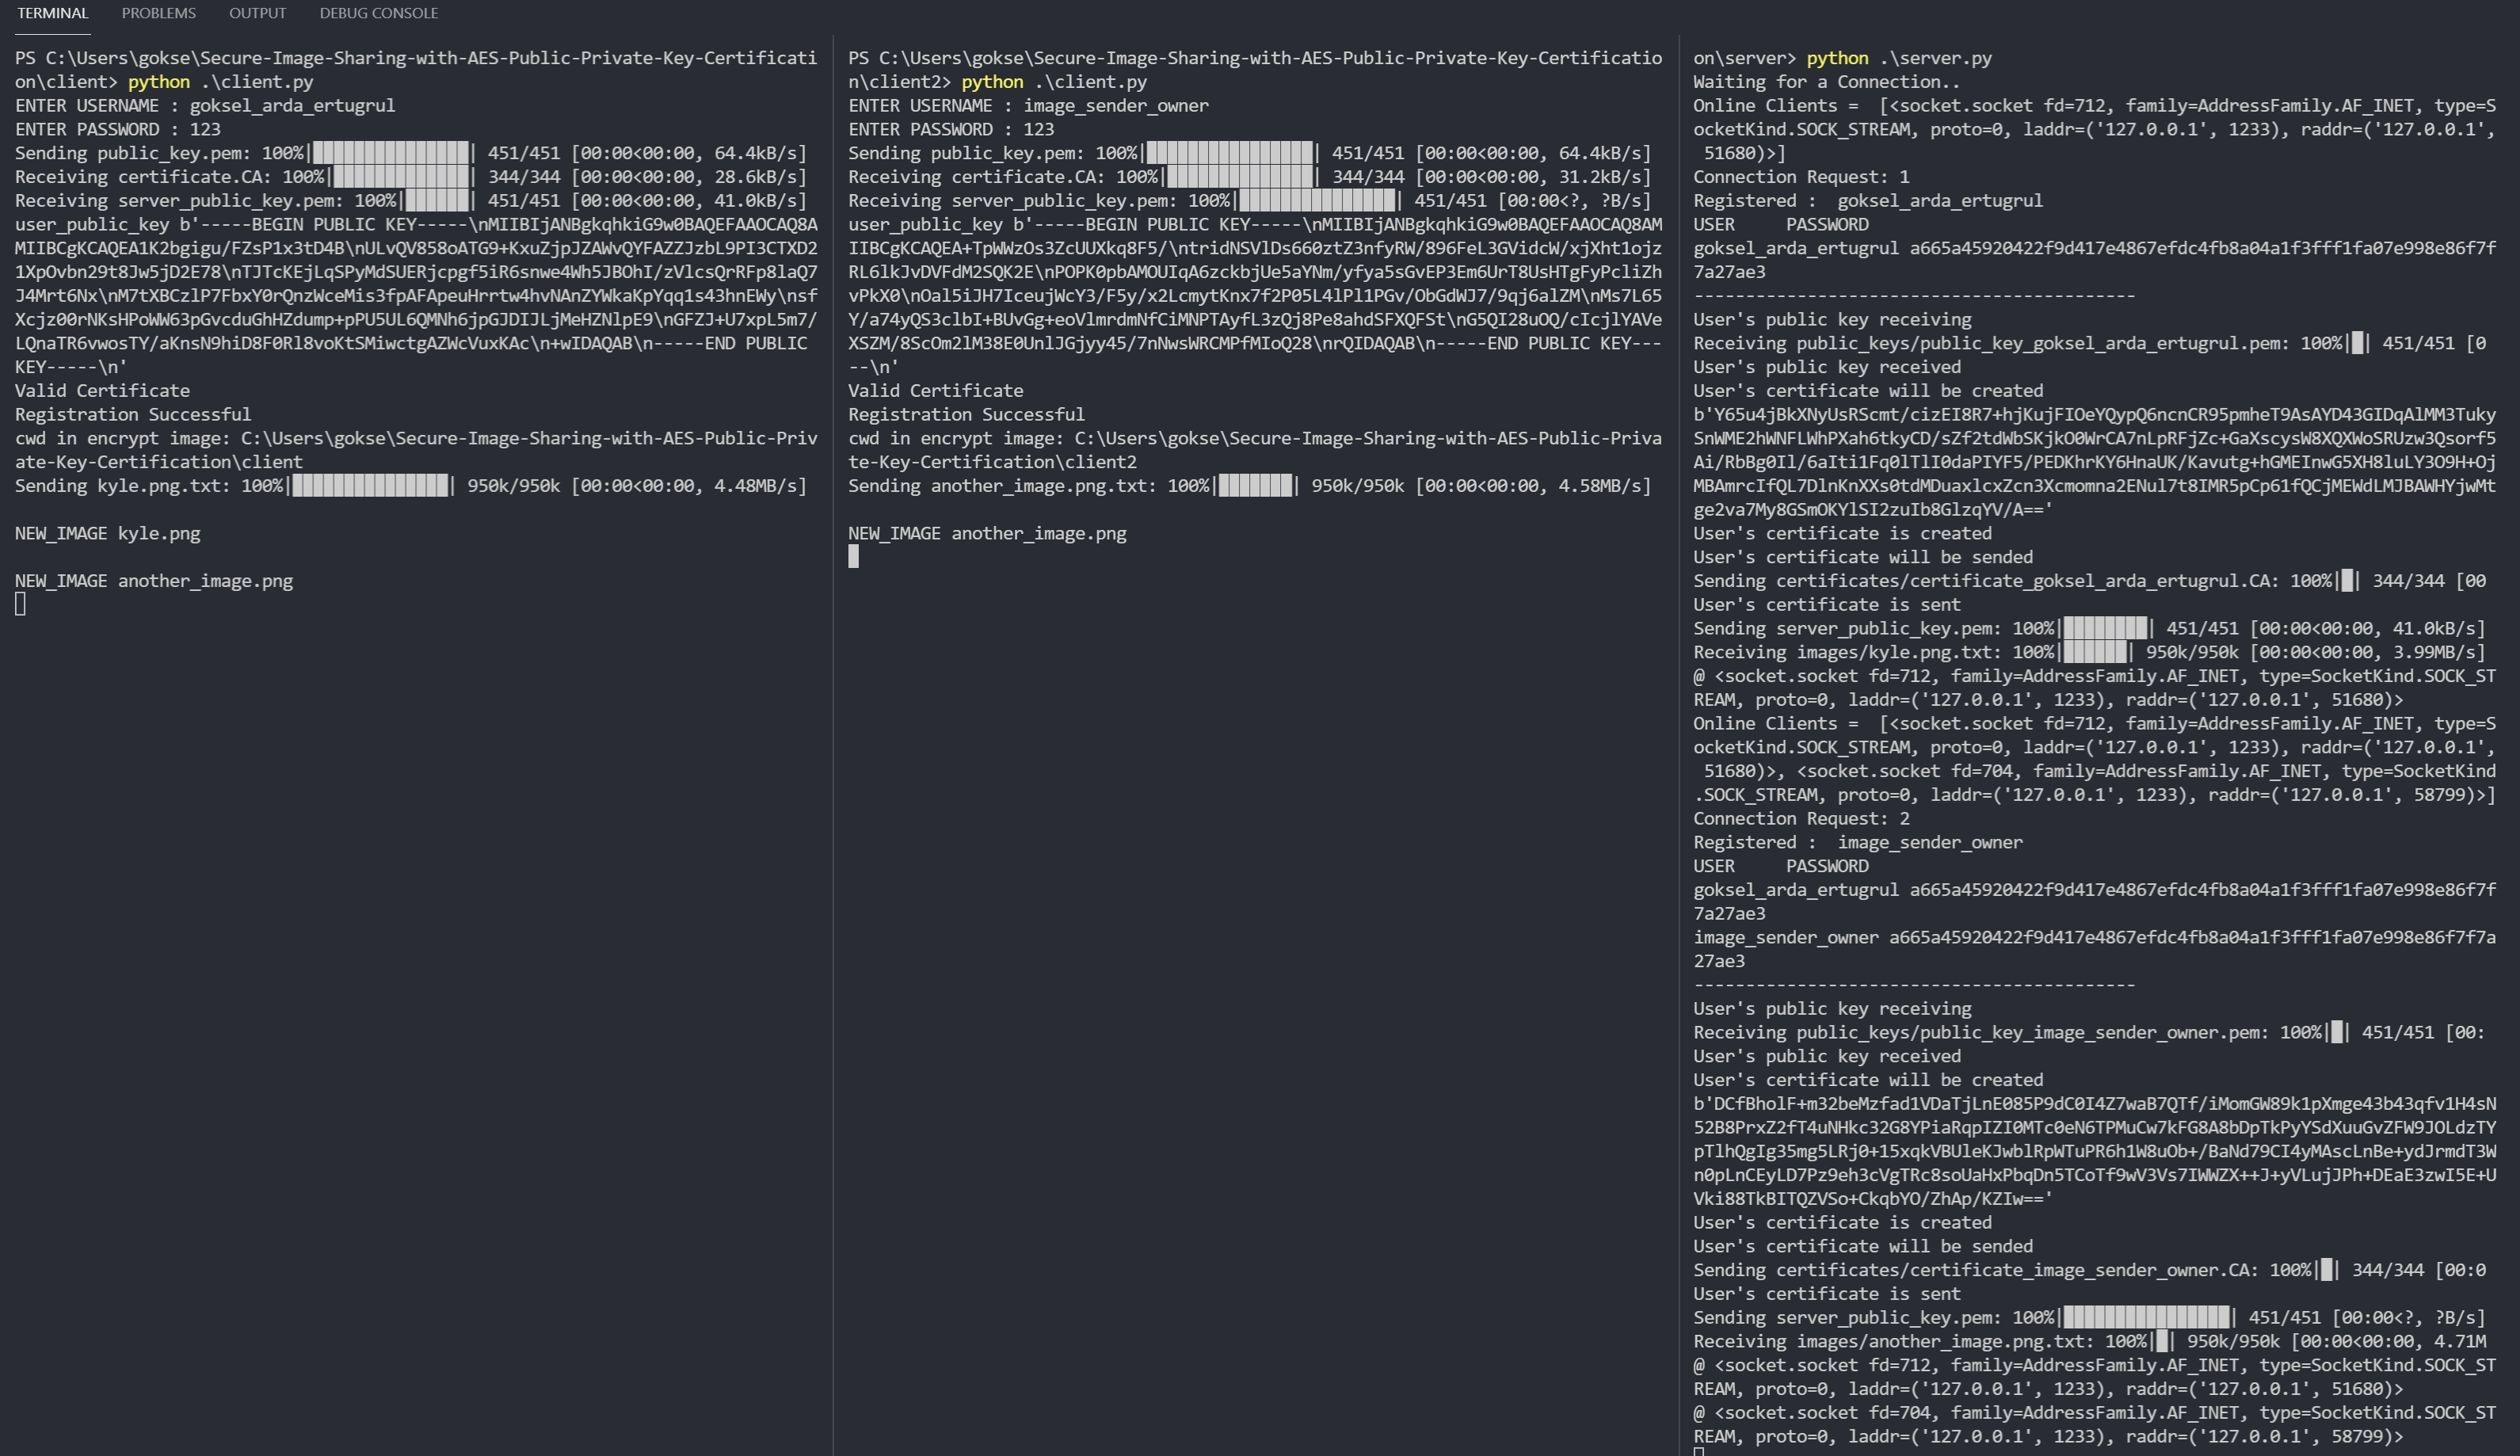 TERMINAL
PROBLEMS
OUTPUT
DEBUG CONSOLE
PS C:\Users\gokse\Secure-Image-Sharing-with-AES-Public-Private-Key-Certificati
on\client> python .\client.py
ENTER USERNAME : goksel_arda_ertugrul
ENTER PASSWORD : 123
Sending public_key.pem: 100%|███████████████| 451/451 [00:00<00:00, 64.4kB/s]
Receiving certificate.CA: 100%|█████████████| 344/344 [00:00<00:00, 28.6kB/s]
Receiving server_public_key.pem: 100%|██████| 451/451 [00:00<00:00, 41.0kB/s]
user_public_key b'-----BEGIN PUBLIC KEY-----\nMIIBIjANBgkqhkiG9w0BAQEFAAOCAQ8A
MIIBCgKCAQEA1K2bgigu/FZsP1x3tD4B\nULvQV858oATG9+KxuZjpJZAWvQYFAZZJzbL9PI3CTXD2
1XpOvbn29t8Jw5jD2E78\nTJTcKEjLqSPyMdSUERjcpgf5iR6snwe4Wh5JBOhI/zVlcsQrRFp8laQ7
J4Mrt6Nx\nM7tXBCzlP7FbxY0rQnzWceMis3fpAFApeuHrrtw4hvNAnZYWkaKpYqq1s43hnEWy\nsf
Xcjz00rNKsHPoWW63pGvcduGhHZdump+pPU5UL6QMNh6jpGJDIJLjMeHZNlpE9\nGFZJ+U7xpL5m7/
LQnaTR6vwosTY/aKnsN9hiD8F0Rl8voKtSMiwctgAZWcVuxKAc\n+wIDAQAB\n-----END PUBLIC
KEY-----\n'
Valid Certificate
Registration Successful
cwd in encrypt image: C:\Users\gokse\Secure-Image-Sharing-with-AES-Public-Priv
ate-Key-Certification\client
Sending kyle.png.txt: 100%|███████████████| 950k/950k [00:00<00:00, 4.48MB/s]
NEW_IMAGE kyle.png
NEW_IMAGE another_image.png
PS C:\Users\gokse\Secure-Image-Sharing-with-AES-Public-Private-Key-Certificatio
n\client2> python .\client.py
ENTER USERNAME : image_sender_owner
ENTER PASSWORD : 123
Sending public_key.pem: 100%|████████████████| 451/451 [00:00<00:00, 64.4kB/s]
Receiving certificate.CA: 100%|██████████████| 344/344 [00:00<00:00, 31.2kB/s]
Receiving server_public_key.pem: 100%|███████████████| 451/451 [00:00<?, ?B/s]
user_public_key b'-----BEGIN PUBLIC KEY-----\nMIIBIjANBgkqhkiG9w0BAQEFAAOCAQ8AM
IIBCgKCAQEA+TpWWzOs3ZcUUXkq8F5/\ntridNSVlDs660ztZ3nfyRW/896FeL3GVidcW/xjXht1ojz
RL6lkJvDVFdM2SQK2E\nPOPK0pbAMOUIqA6zckbjUe5aYNm/yfya5sGvEP3Em6UrT8UsHTgFyPcliZh
vPkX0\nOal5iJH7IceujWcY3/F5y/x2LcmytKnx7f2P05L4lPl1PGv/ObGdWJ7/9qj6alZM\nMs7L65
Y/a74yQS3clbI+BUvGg+eoVlmrdmNfCiMNPTAyfL3zQj8Pe8ahdSFXQFSt\nG5QI28uOQ/cIcjlYAVe
XSZM/8ScOm2lM38E0UnlJGjyy45/7nNwsWRCMPfMIoQ28\nrQIDAQAB\n-----END PUBLIC KEY---
--\n'
Valid Certificate
Registration Successful
cwd in encrypt image: C:\Users\gokse\Secure-Image-Sharing-with-AES-Public-Priva
te-Key-Certification\client2
Sending another_image.png.txt: 100%|███████| 950k/950k [00:00<00:00, 4.58MB/s]
NEW_IMAGE another_image.png
on\server> python .\server.py
Waiting for a Connection..
Online Clients =  [<socket.socket fd=712, family=AddressFamily.AF_INET, type=S
ocketKind.SOCK_STREAM, proto=0, laddr=('127.0.0.1', 1233), raddr=('127.0.0.1',
 51680)>]
Connection Request: 1
Registered :  goksel_arda_ertugrul
USER     PASSWORD
goksel_arda_ertugrul a665a45920422f9d417e4867efdc4fb8a04a1f3fff1fa07e998e86f7f
7a27ae3
-------------------------------------------
User's public key receiving
Receiving public_keys/public_key_goksel_arda_ertugrul.pem: 100%|█| 451/451 [0
User's public key received
User's certificate will be created
b'Y65u4jBkXNyUsRScmt/cizEI8R7+hjKujFIOeYQypQ6ncnCR95pmheT9AsAYD43GIDqAlMM3Tuky
SnWME2hWNFLWhPXah6tkyCD/sZf2tdWbSKjkO0WrCA7nLpRFjZc+GaXscysW8XQXWoSRUzw3Qsorf5
Ai/RbBg0Il/6aIti1Fq0lTlI0daPIYF5/PEDKhrKY6HnaUK/Kavutg+hGMEInwG5XH8luLY3O9H+Oj
MBAmrcIfQL7DlnKnXXs0tdMDuaxlcxZcn3Xcmomna2ENul7t8IMR5pCp61fQCjMEWdLMJBAWHYjwMt
ge2va7My8GSmOKYlSI2zuIb8GlzqYV/A=='
User's certificate is created
User's certificate will be sended
Sending certificates/certificate_goksel_arda_ertugrul.CA: 100%|█| 344/344 [00
User's certificate is sent
Sending server_public_key.pem: 100%|████████| 451/451 [00:00<00:00, 41.0kB/s]
Receiving images/kyle.png.txt: 100%|██████| 950k/950k [00:00<00:00, 3.99MB/s]
@ <socket.socket fd=712, family=AddressFamily.AF_INET, type=SocketKind.SOCK_ST
REAM, proto=0, laddr=('127.0.0.1', 1233), raddr=('127.0.0.1', 51680)>
Online Clients =  [<socket.socket fd=712, family=AddressFamily.AF_INET, type=S
ocketKind.SOCK_STREAM, proto=0, laddr=('127.0.0.1', 1233), raddr=('127.0.0.1',
 51680)>, <socket.socket fd=704, family=AddressFamily.AF_INET, type=SocketKind
.SOCK_STREAM, proto=0, laddr=('127.0.0.1', 1233), raddr=('127.0.0.1', 58799)>]
Connection Request: 2
Registered :  image_sender_owner
USER     PASSWORD
goksel_arda_ertugrul a665a45920422f9d417e4867efdc4fb8a04a1f3fff1fa07e998e86f7f
7a27ae3
image_sender_owner a665a45920422f9d417e4867efdc4fb8a04a1f3fff1fa07e998e86f7f7a
27ae3
-------------------------------------------
User's public key receiving
Receiving public_keys/public_key_image_sender_owner.pem: 100%|█| 451/451 [00:
User's public key received
User's certificate will be created
b'DCfBholF+m32beMzfad1VDaTjLnE085P9dC0I4Z7waB7QTf/iMomGW89k1pXmge43b43qfv1H4sN
52B8PrxZ2fT4uNHkc32G8YPiaRqpIZI0MTc0eN6TPMuCw7kFG8A8bDpTkPyYSdXuuGvZFW9JOLdzTY
pTlhQgIg35mg5LRj0+15xqkVBUleKJwblRpWTuPR6h1W8uOb+/BaNd79CI4yMAscLnBe+ydJrmdT3W
n0pLnCEyLD7Pz9eh3cVgTRc8soUaHxPbqDn5TCoTf9wV3Vs7IWWZX++J+yVLujJPh+DEaE3zwI5E+U
Vki88TkBITQZVSo+CkqbYO/ZhAp/KZIw=='
User's certificate is created
User's certificate will be sended
Sending certificates/certificate_image_sender_owner.CA: 100%|█| 344/344 [00:0
User's certificate is sent
Sending server_public_key.pem: 100%|████████████████| 451/451 [00:00<?, ?B/s]
Receiving images/another_image.png.txt: 100%|█| 950k/950k [00:00<00:00, 4.71M
@ <socket.socket fd=712, family=AddressFamily.AF_INET, type=SocketKind.SOCK_ST
REAM, proto=0, laddr=('127.0.0.1', 1233), raddr=('127.0.0.1', 51680)>
@ <socket.socket fd=704, family=AddressFamily.AF_INET, type=SocketKind.SOCK_ST
REAM, proto=0, laddr=('127.0.0.1', 1233), raddr=('127.0.0.1', 58799)>